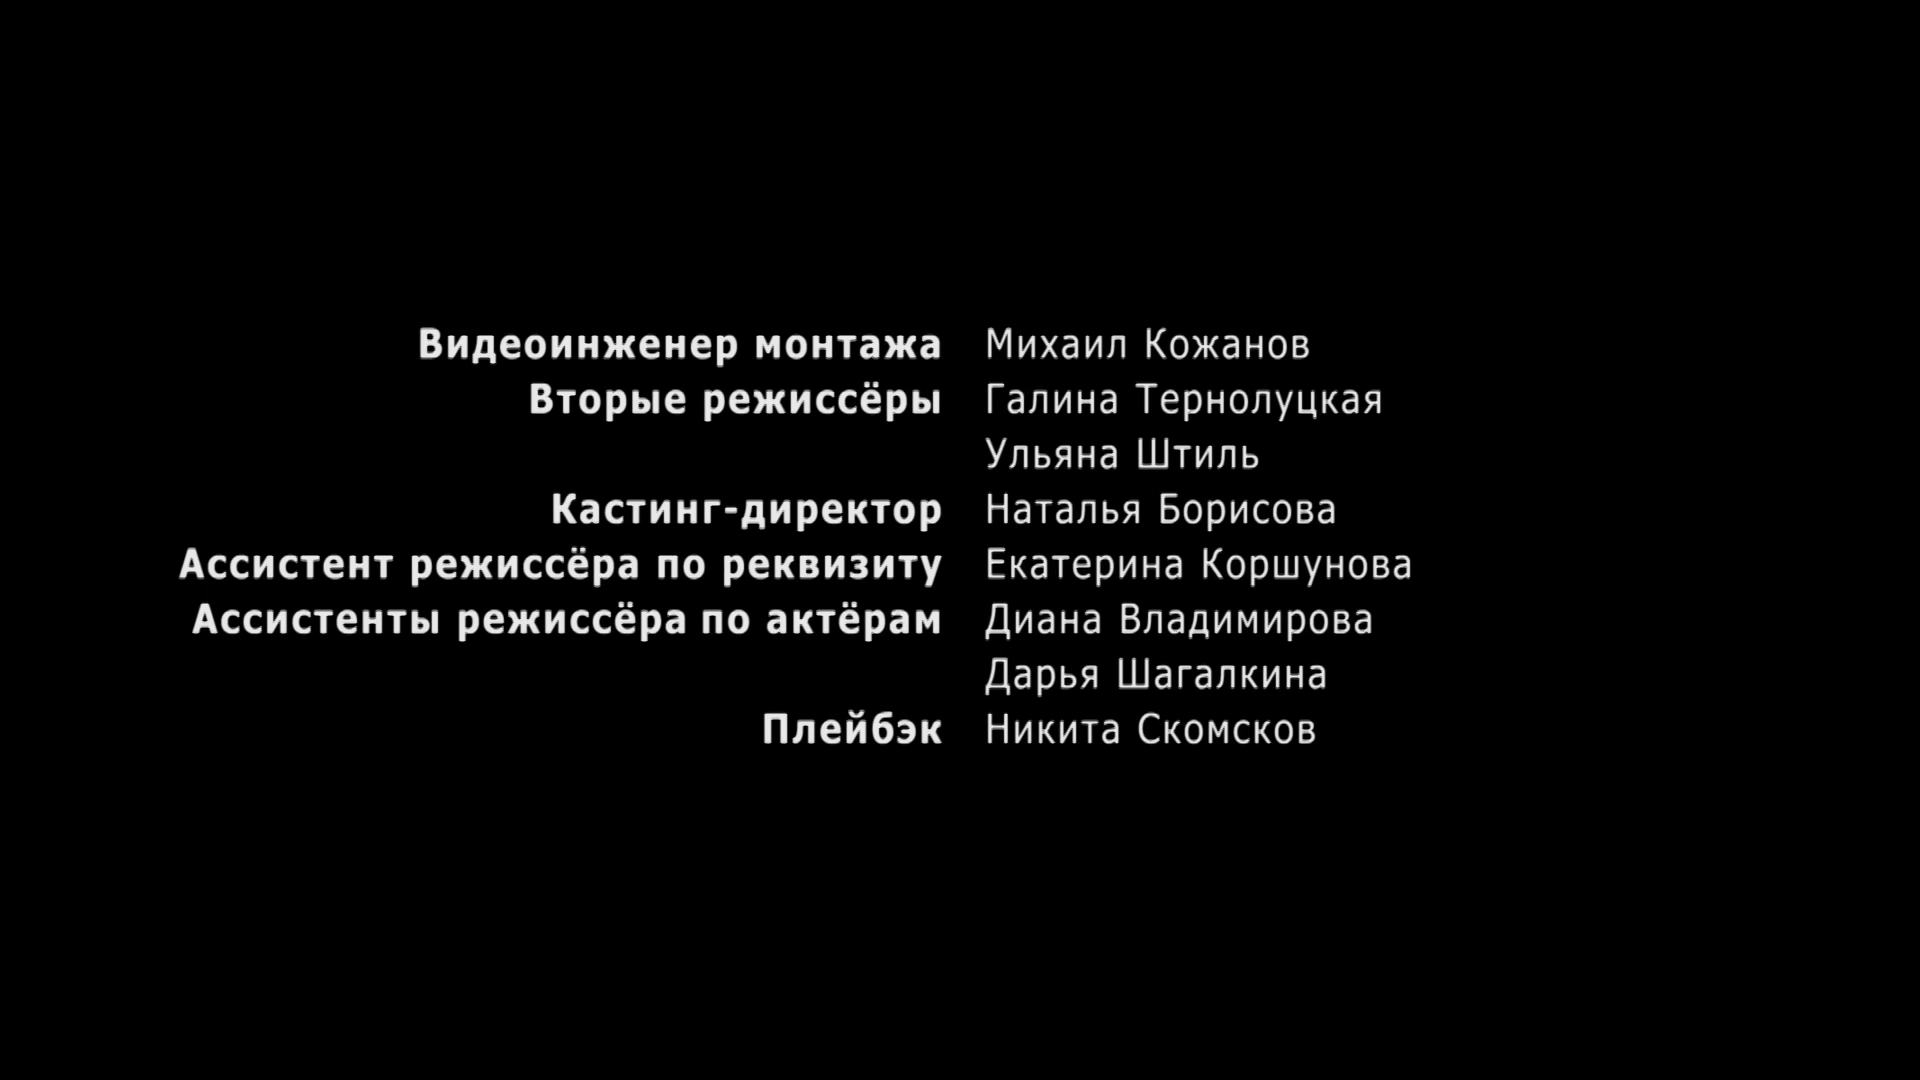 Видеоинженер монтажа Михаил Кожанов
Вторые режиссёры Галина Тернолуцкая
Ульяна Штиль
Кастинг-директор Наталья Борисова
Ассистент режиссёра по реквизиту Екатерина Коршунова
Ассистенты режиссёра по актёрам Диана Владимирова
Дарья Шагалкина
Плейбэк Никита Скомсков